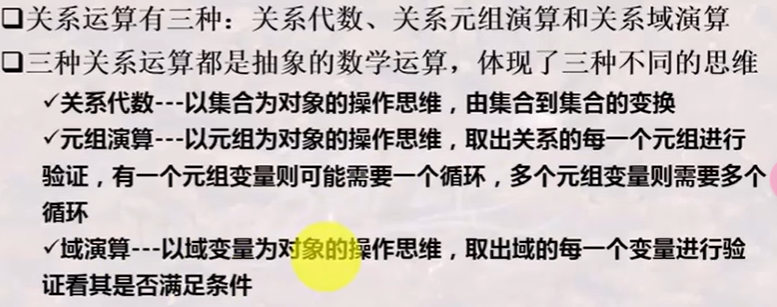 ❑关系运算有三种：关系代数、关系元组演算和关系域演算
❑三种关系运算都是抽象的数学运算，体现了三种不同的思维
✓关系代数---以集合为对象的操作思维，由集合到集合的变换
✓元组演算---以元组为对象的操作思维，取出关系的每一个元组进行
验证，有一个元组变量则可能需要一个循环，多个元组变量则需要多个
循环
✓域演算---以域变量为对象的操作思维，取出域的每一个变量进行验
证看其是否满足条件